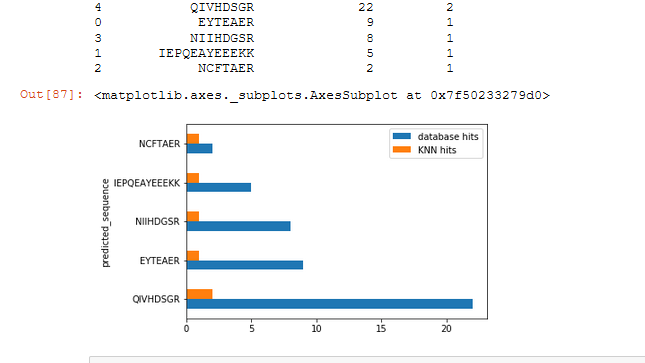 4 QIVHDSGR 22 2
0 EYTEAER 9 1
3 NIIHDGSR 8 1
1 IEPQEAYEEEKK 5 1
2 NCFTAER 2 1
Out[87]: <matplotlib.axes._subplots.AxesSubplot at 0x7f50233279d0>
database hits
KNN hits
NCFTAER
IEPQEAYEEEKK
NIIHDGSR
EYTEAER
QIVHDSGR
predicted_sequence
0 5 10 15 20